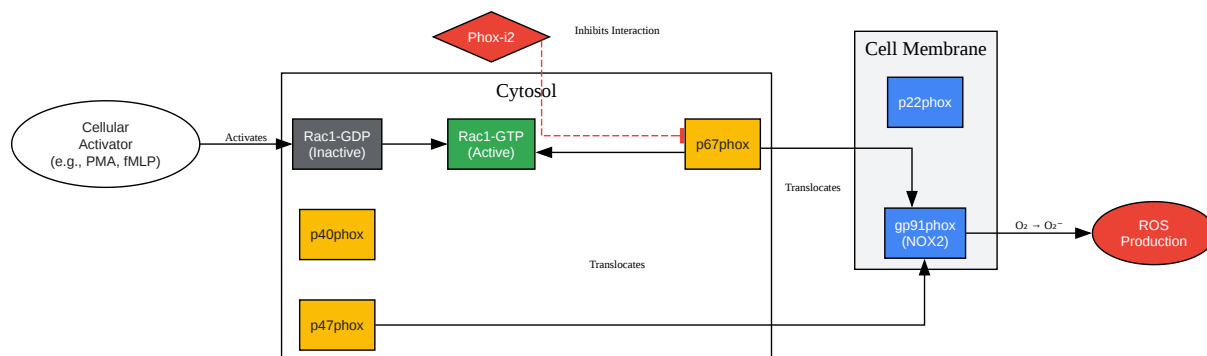 Phox-i2
Inhibits Interaction
Cell Membrane
Cytosol
p22phox
Cellular
Activator
(e.g., PMA, fMLP)
Activates
Rac1-GDP
(Inactive)
Rac1-GTP
(Active)
p67phox
Translocates
p40phox
gp91phox
(NOX2)
O₂ → O₂⁻
ROS
Production
Translocates
p47phox